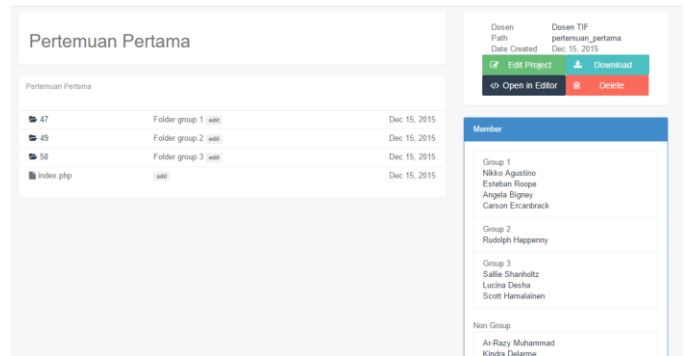 Pertemuan Pertama
Pertemuan Pertama
47 Folder group 1 edit Dec 15, 2015
49 Folder group 2 edit Dec 15, 2015
50 Folder group 3 edit Dec 15, 2015
index.php add Dec 15, 2015
Dosen Dosen TIF
Path pertemuan_pertama
Date Created Dec 15, 2015
Edit Project Download
</> Open in Editor Delete
Member
Group 1
Nikko Agustino
Esteban Roope
Angela Bigney
Carson Ercanbrack
Group 2
Rudolph Happenny
Group 3
Sallie Shanholtz
Lucina Desha
Scott Hamalainen
Non Group
Ar-Razy Muhammad
Kindra Delarme